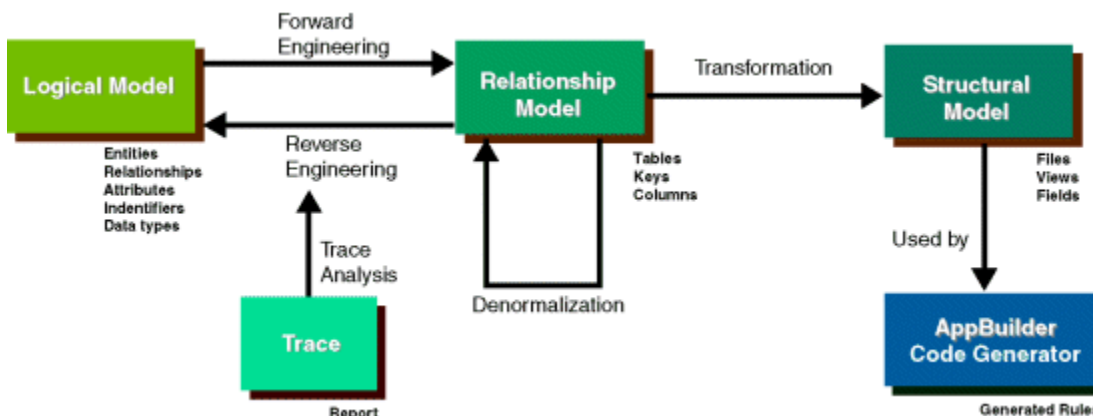 Forward
Engineering
Logical Model
Relationship
Model
Transformation
Structural
Model
Reverse
Engineering
Entities
Relationships
Attributes
Indentifiers
Data types
Tables
Keys
Columns
Files
Views
Fields
Trace
Analysis
Used by
Denormalization
Trace
AppBuilder
Code Generator
Report
Generated Rules